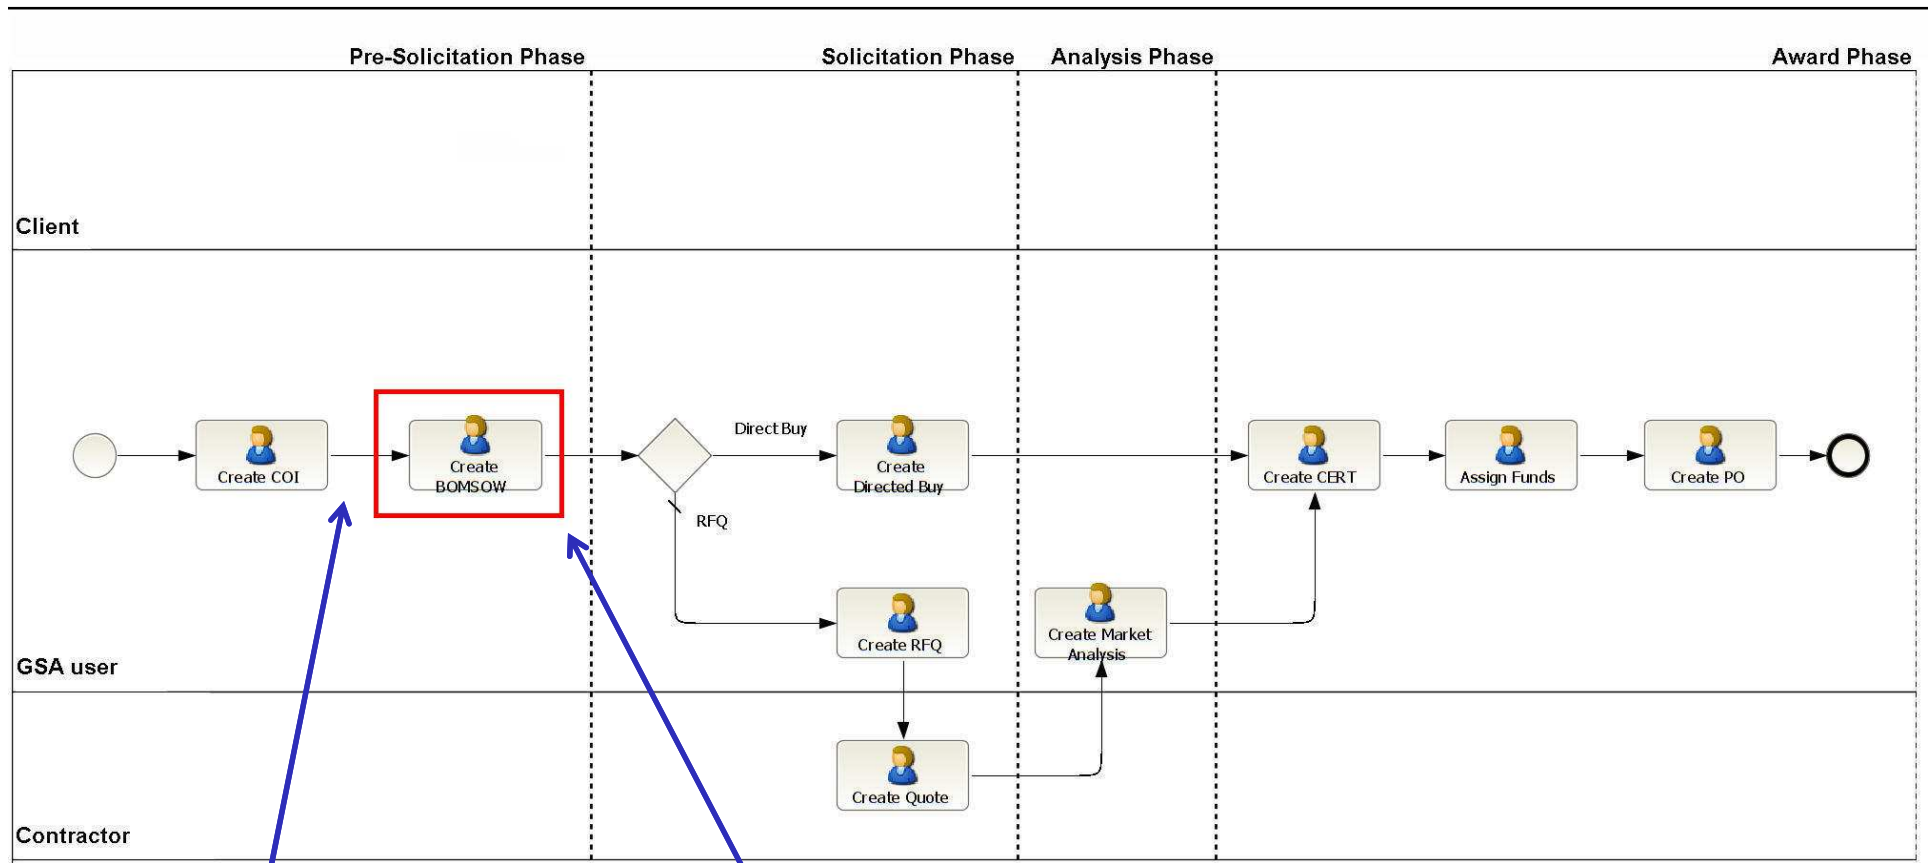 Pre-Solicitation Phase
Solicitation Phase
Analysis Phase
Award Phase
Client
Direct Buy
Create COI
Create
BOMSOW
Create
Directed Buy
Create CERT
Assign Funds
Create PO
RFQ
Create RFQ
Create Market
Analysis
GSA user
Create Quote
Contractor